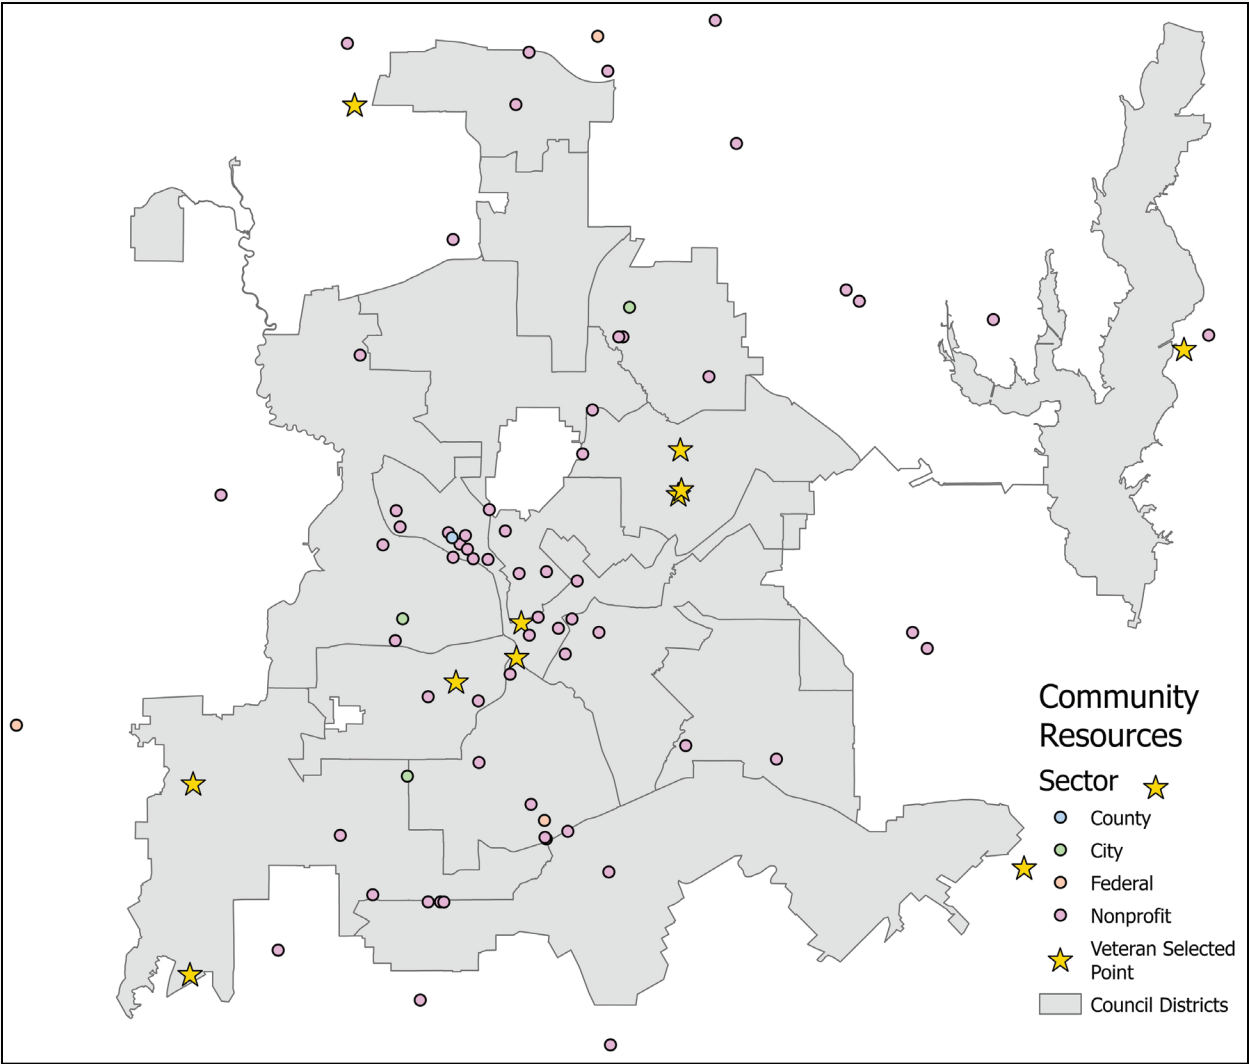 Community
Resources
Sector
County
City
Federal
Nonprofit
Veteran Selected
Point
Council Districts